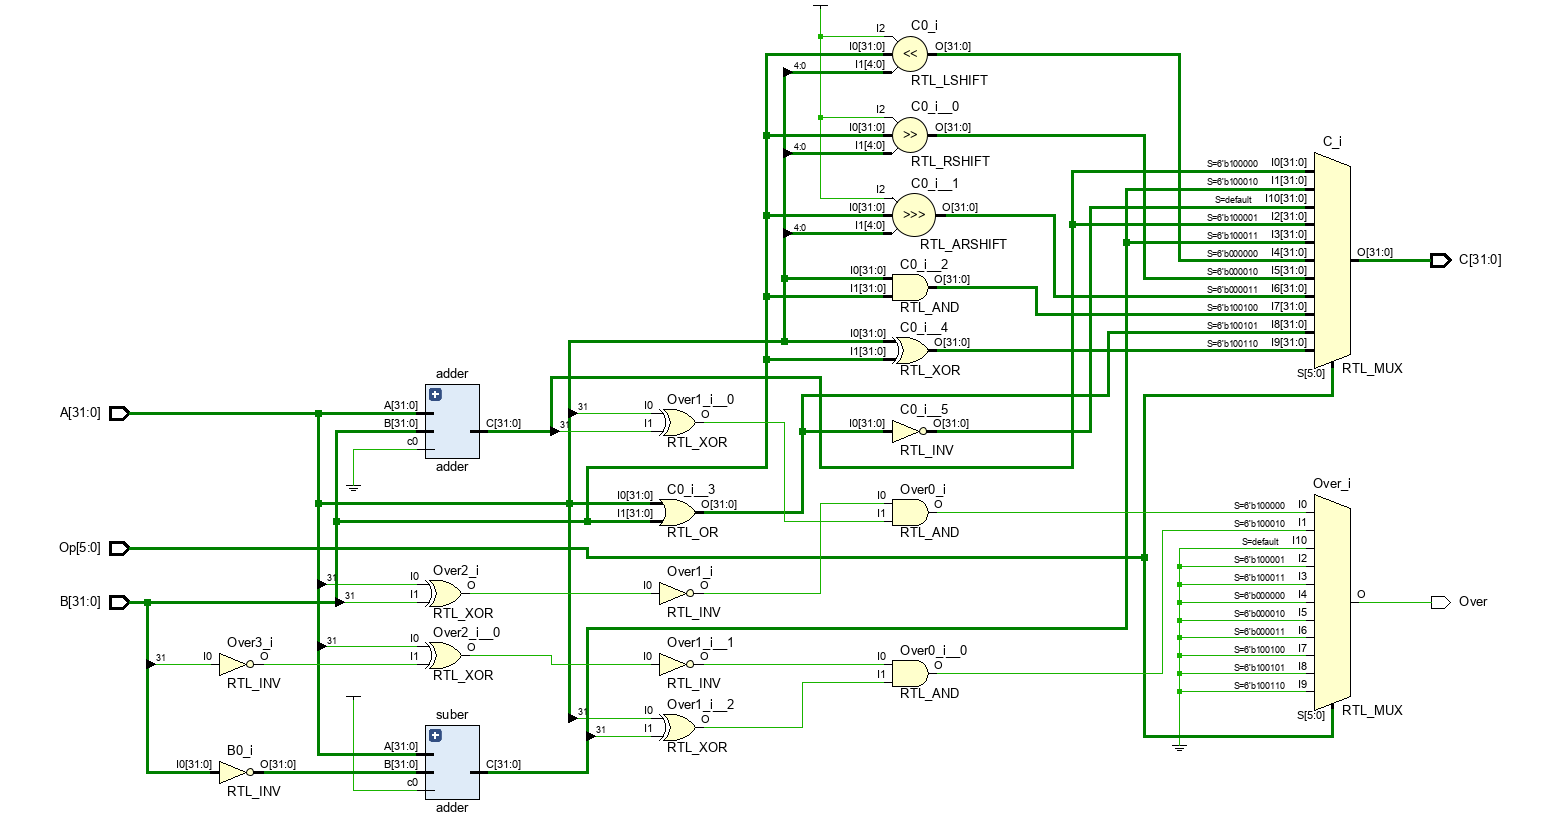 C0_i
I2
I0[31:0]
O[31:0]
<<
4:0
I1[4:0]
RTL_LSHIFT
C0_i__0
I2
I0[31:0]
O[31:0]
>>
4:0
I1[4:0]
RTL_RSHIFT
C0_i__1
I2
I0[31:0]
O[31:0]
>>>
4:0
I1[4:0]
RTL_ARSHIFT
C0_i__2
I0[31:0]
O[31:0]
I1[31:0]
RTL_AND
C0_i__4
I0[31:0]
O[31:0]
I1[31:0]
RTL_XOR
C_i
S=6'b100000 I0[31:0]
S=6'b100010 I1[31:0]
S=default I10[31:0]
S=6'b100001 I2[31:0]
S=6'b100011 I3[31:0]
S=6'b000000 I4[31:0]
S=6'b000010 I5[31:0]
S=6'b000011 I6[31:0]
S=6'b100100 I7[31:0]
S=6'b100101 I8[31:0]
S=6'b100110 I9[31:0]
O[31:0]
C[31:0]
S[5:0]
RTL_MUX
adder
A[31:0]
A[31:0]
B[31:0]
C[31:0]
c0
adder
Over1_i__0
31
I0
O
31
I1
RTL_XOR
C0_i__5
I0[31:0]
O[31:0]
RTL_INV
C0_i__3
I0[31:0]
O[31:0]
I1[31:0]
RTL_OR
Over0_i
I0
O
I1
RTL_AND
Op[5:0]
B[31:0]
Over2_i
31
I0
O
31
I1
RTL_XOR
Over1_i
I0
O
RTL_INV
Over3_i
31
I0
O
RTL_INV
Over2_i__0
31
I0
O
I1
RTL_XOR
Over1_i__1
I0
O
RTL_INV
Over0_i__0
I0
O
I1
RTL_AND
Over1_i__2
31
I0
O
31
I1
RTL_XOR
B0_i
I0[31:0]
O[31:0]
RTL_INV
suber
A[31:0]
B[31:0]
C[31:0]
c0
adder
Over_i
S=6'b100000 I0
S=6'b100010 I1
S=default I10
S=6'b100001 I2
S=6'b100011 I3
S=6'b000000 I4
S=6'b000010 I5
S=6'b000011 I6
S=6'b100100 I7
S=6'b100101 I8
S=6'b100110 I9
O
Over
S[5:0]
RTL_MUX